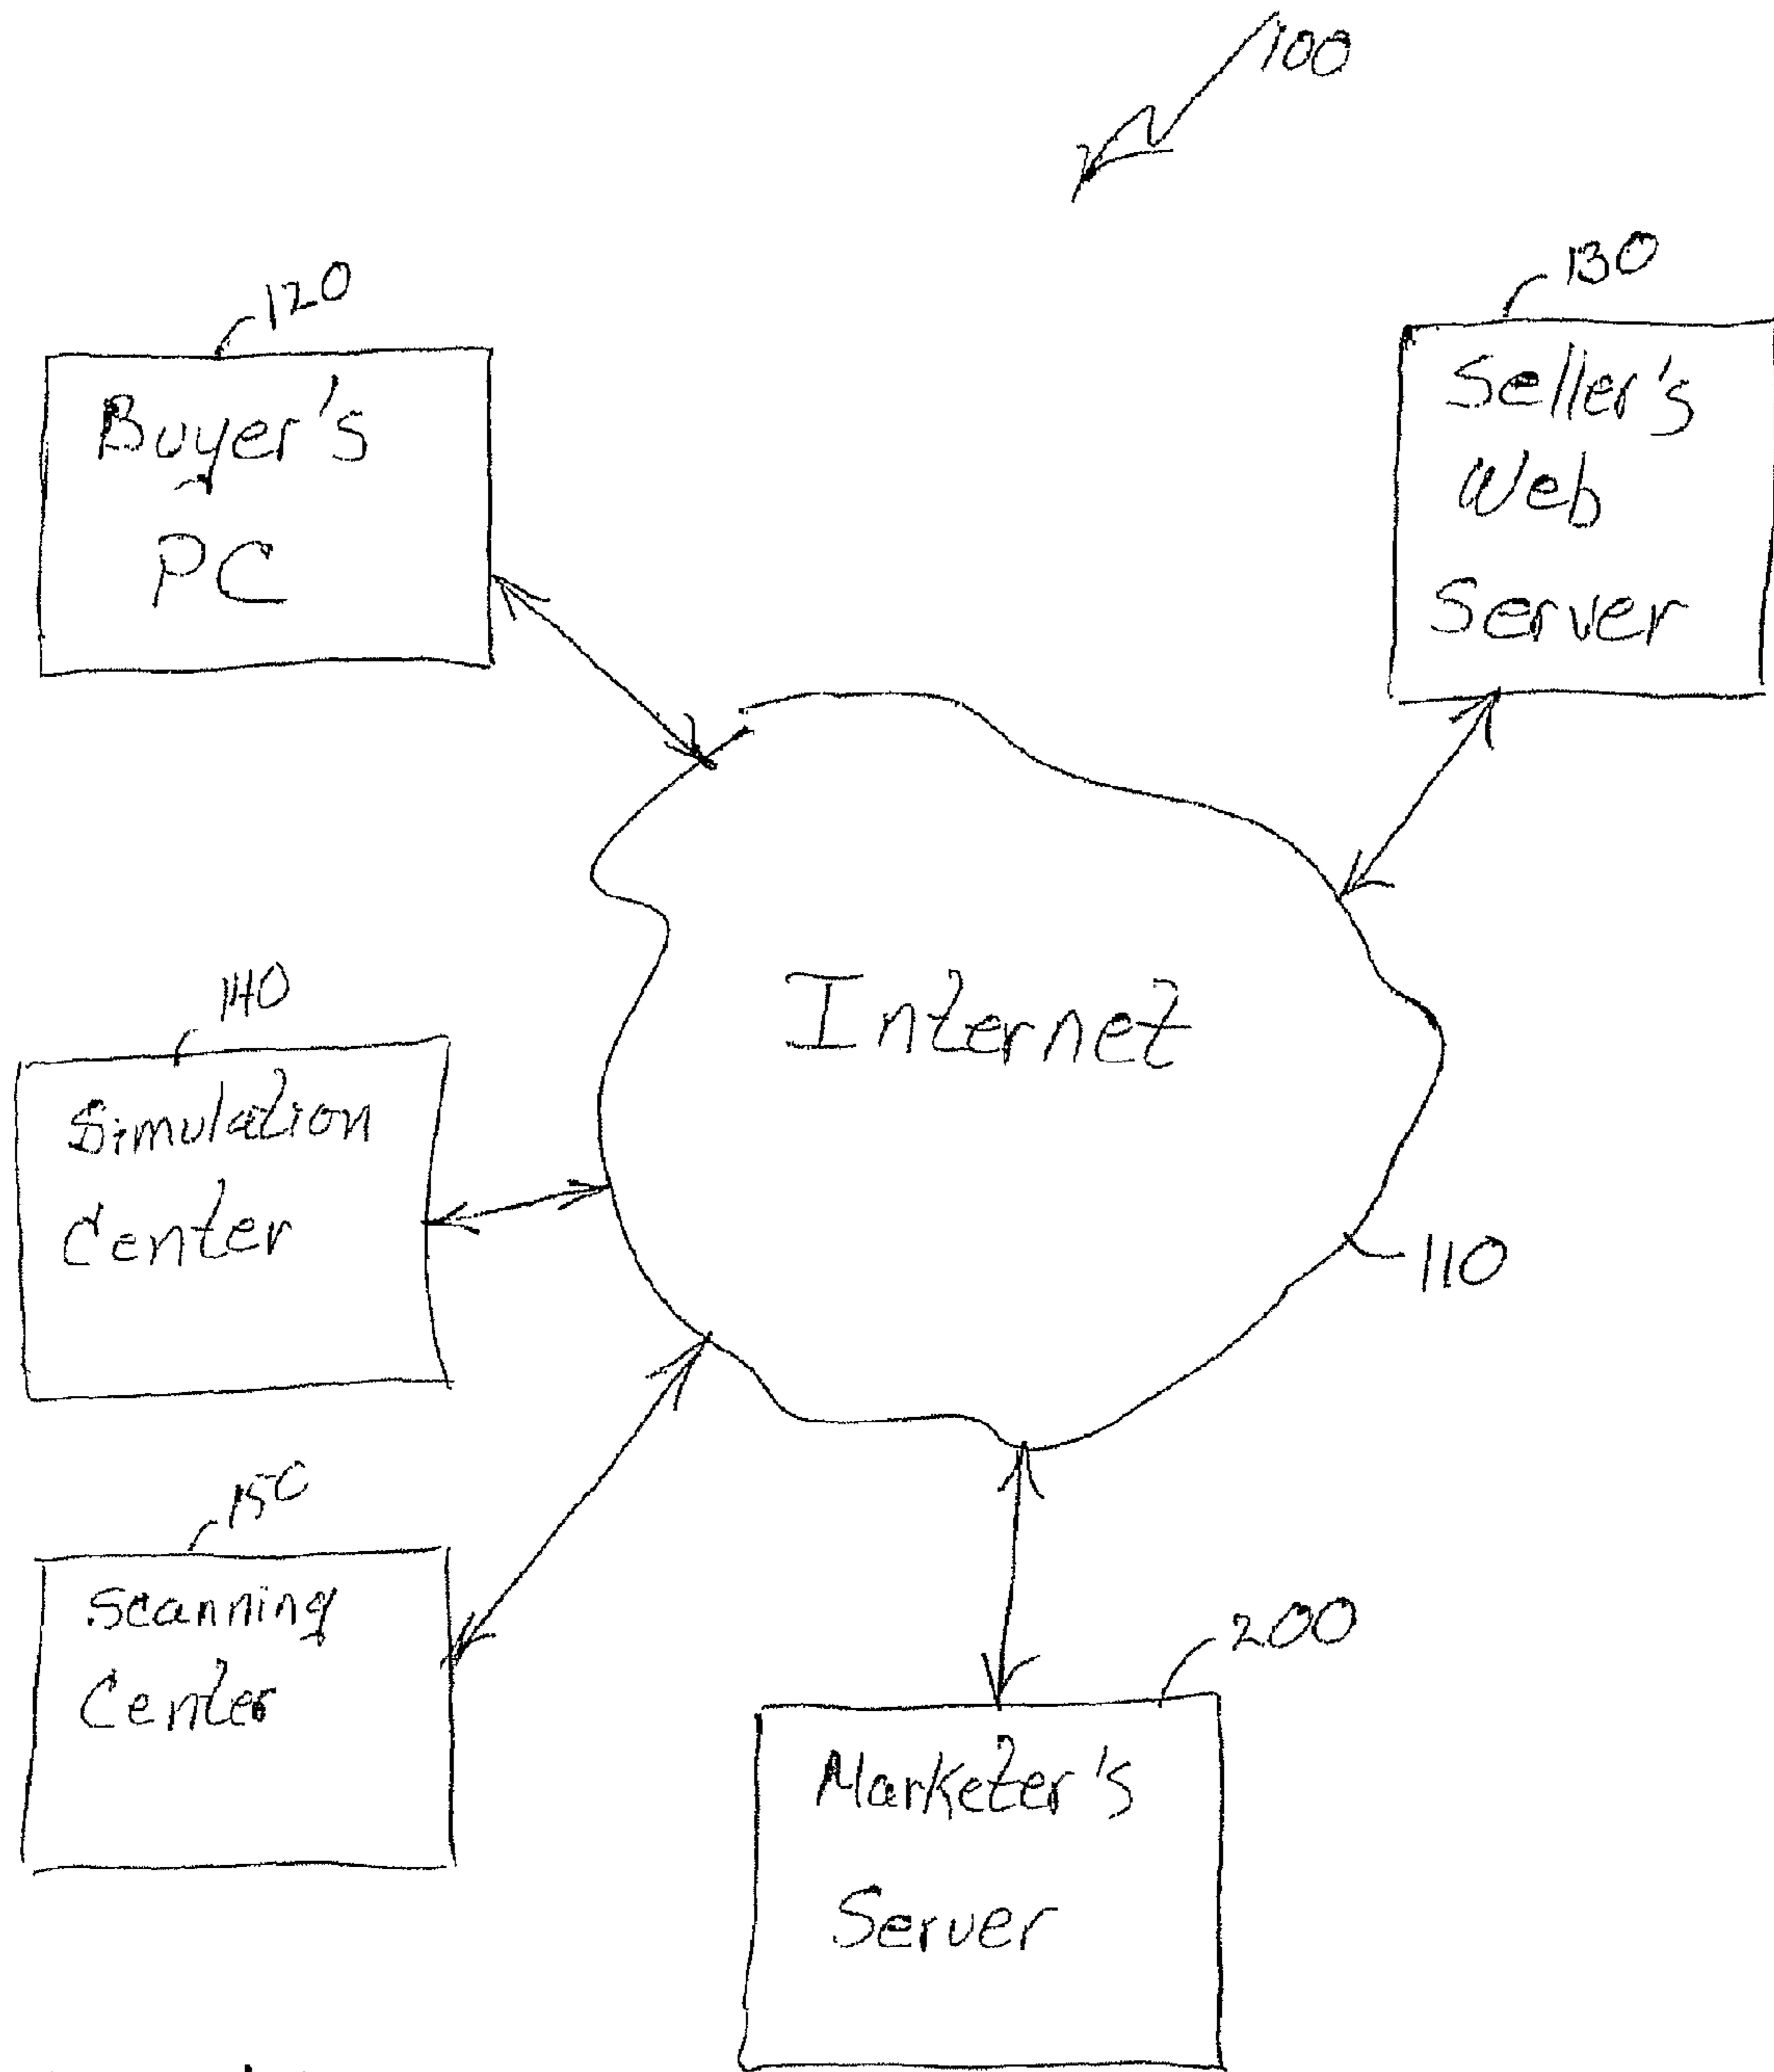 100
120
130
Buyer's
PC
Seller's
Web
Server
Internet
140
Simulation
Center
110
150
Scanning
Center
200
Marketer's
Server